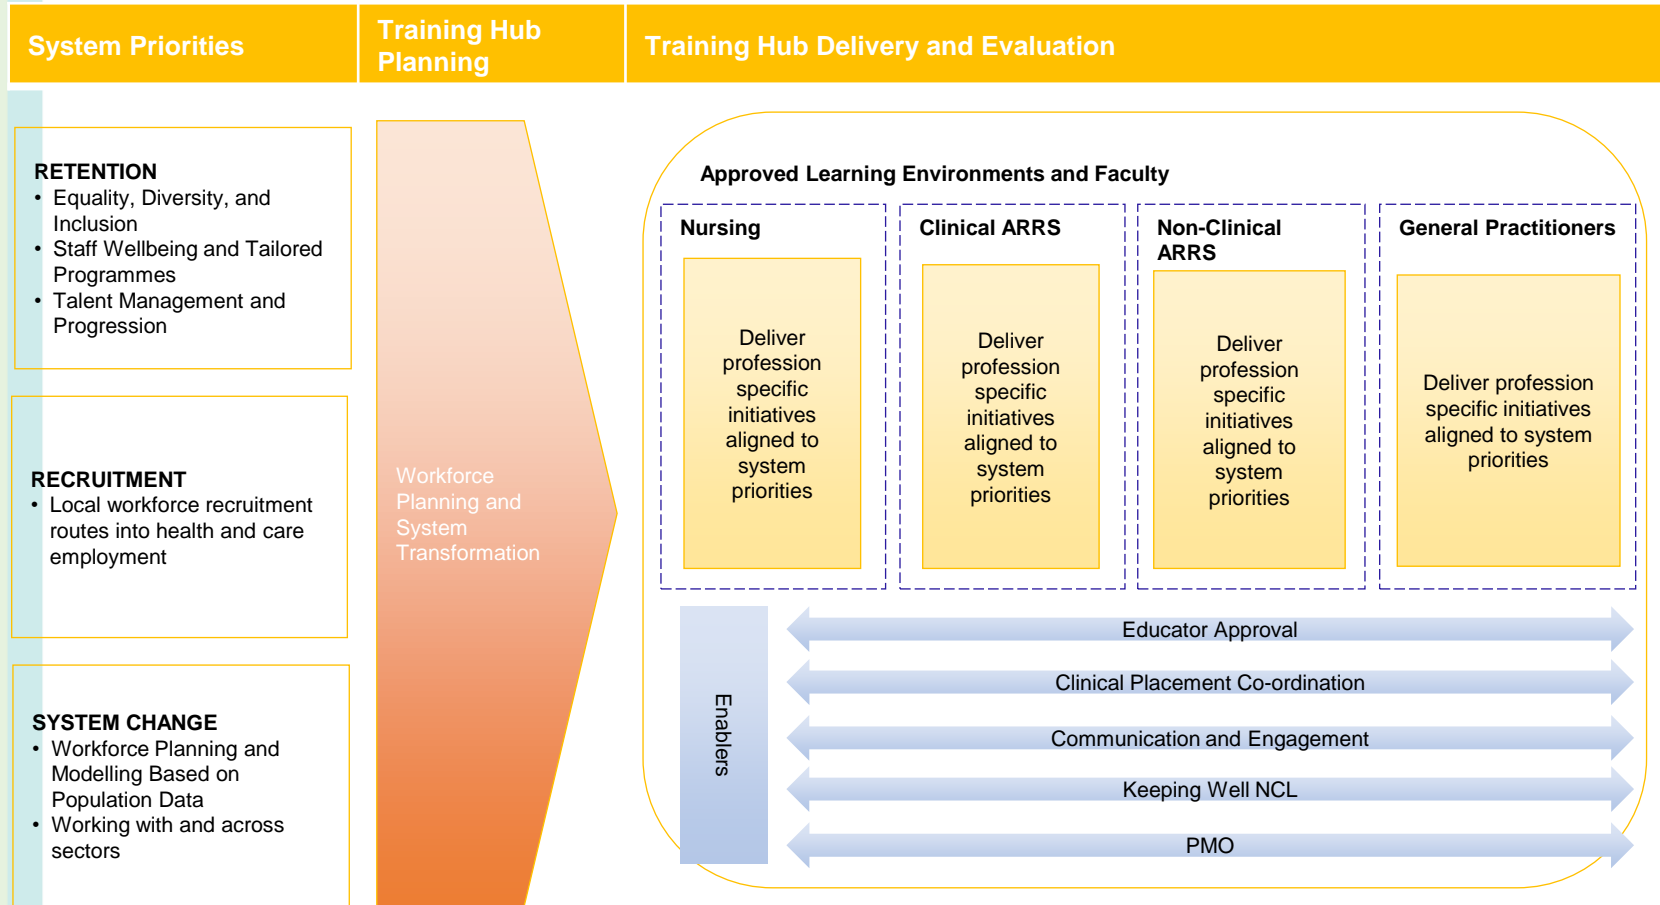 System Priorities
Training Hub
Planning
Training Hub Delivery and Evaluation
RETENTION
• Equality, Diversity, and
Inclusion
• Staff Wellbeing and Tailored
Programmes
• Talent Management and
Progression
RECRUITMENT
• Local workforce recruitment
routes into health and care
employment
SYSTEM CHANGE
• Workforce Planning and
Modelling Based on
Population Data
• Working with and across
sectors
Workforce
Planning and
System
Transformation
Approved Learning Environments and Faculty
Nursing
Deliver
profession
specific
initiatives
aligned to
system
priorities
Clinical ARRS
Deliver
profession
specific
initiatives
aligned to
system
priorities
Non-Clinical
ARRS
Deliver
profession
specific
initiatives
aligned to
system
priorities
General Practitioners
Deliver profession
specific initiatives
aligned to system
priorities
Enablers
Educator Approval
Clinical Placement Co-ordination
Communication and Engagement
Keeping Well NCL
PMO